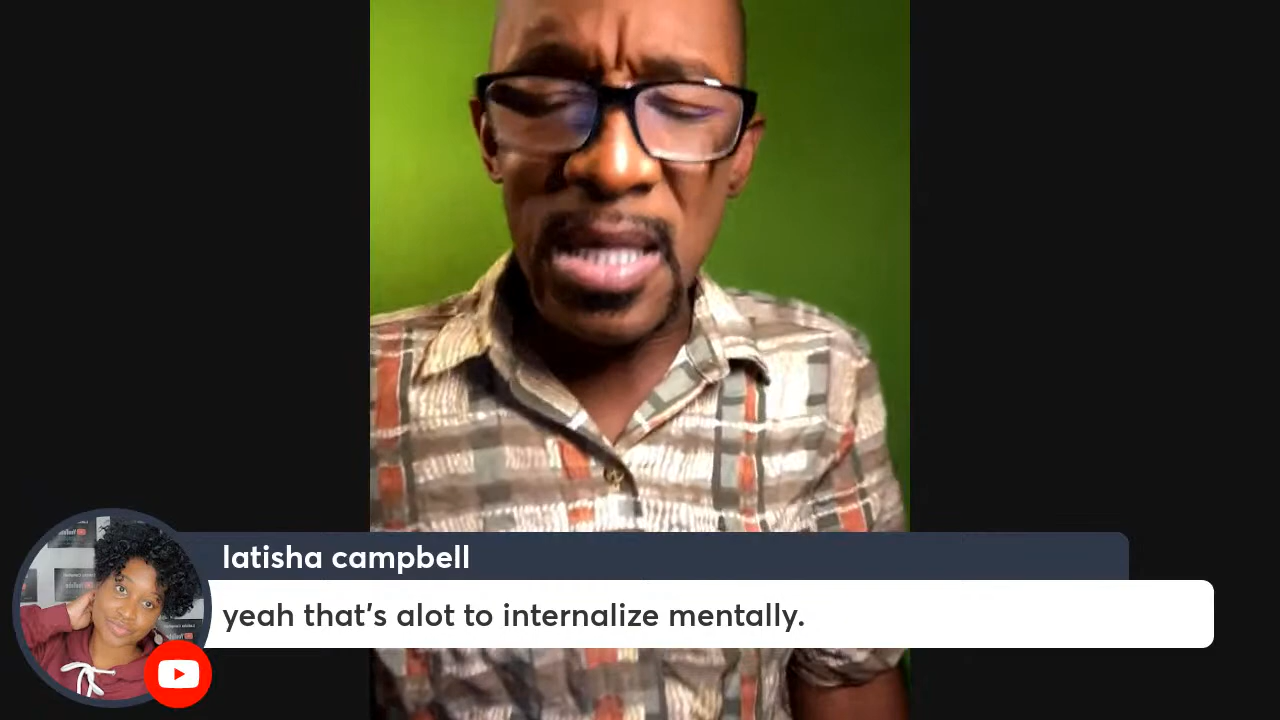 latisha campbell
yeah that's alot to internalize mentally.